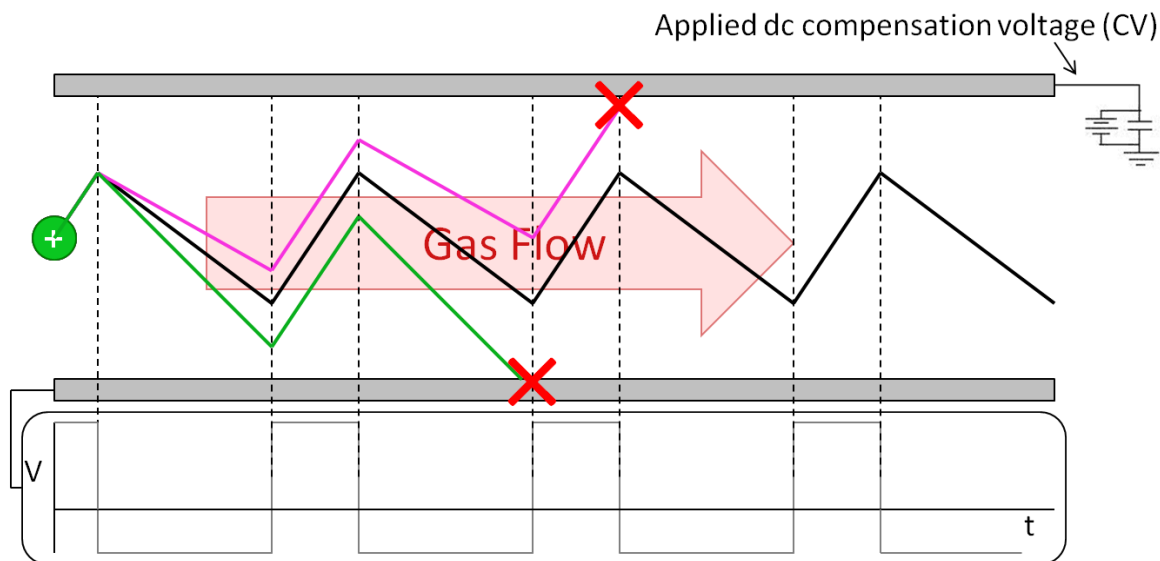 Applied dc compensation voltage (CV)
+
Gas Flow
V
t